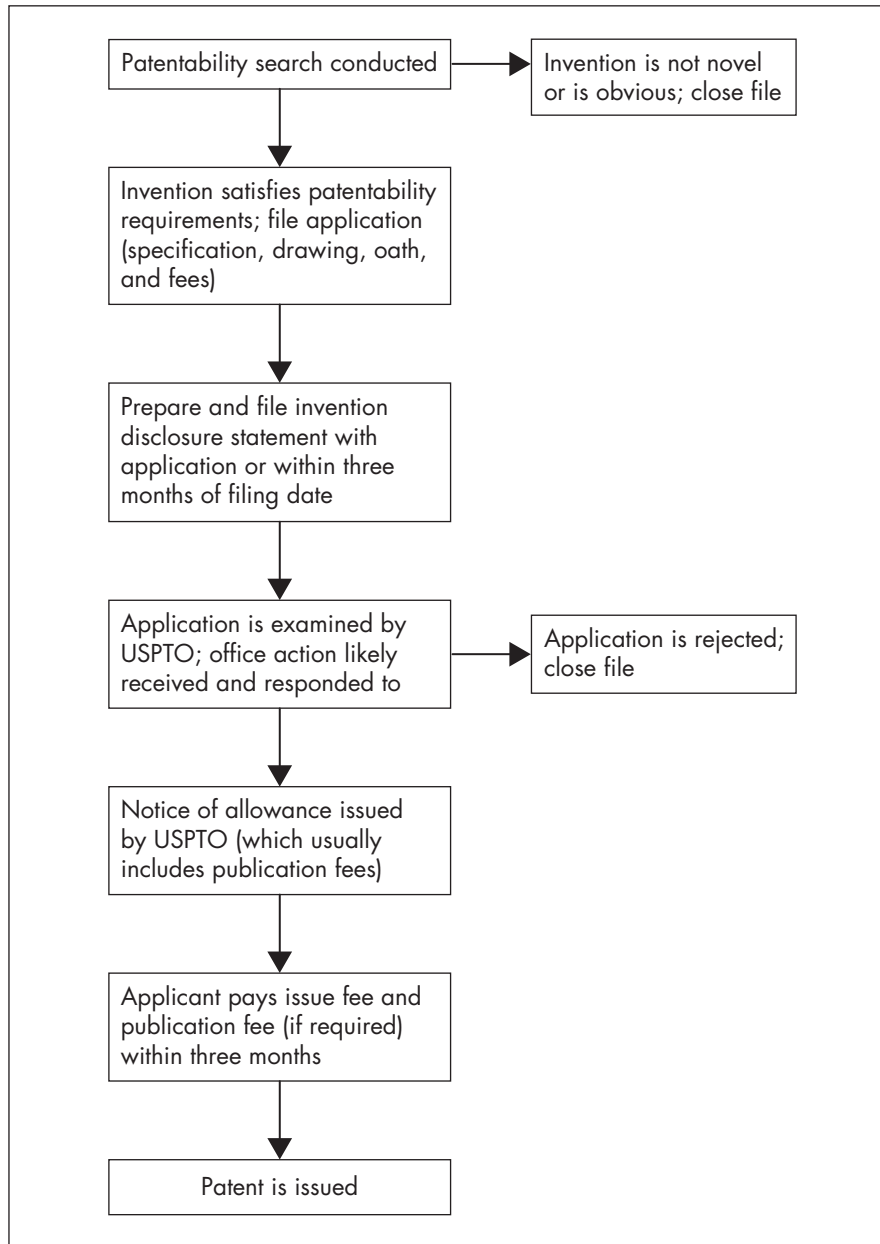 Patentability search conducted
Invention is not novel
or is obvious; close file
Invention satisfies patentability
requirements; file application
(specification, drawing, oath,
and fees)
Prepare and file invention
disclosure statement with
application or within three
months of filing date
Application is examined by
USPTO; office action likely
received and responded to
Application is rejected;
close file
Notice of allowance issued
by USPTO (which usually
includes publication fees)
Applicant pays issue fee and
publication fee (if required)
within three months
Patent is issued